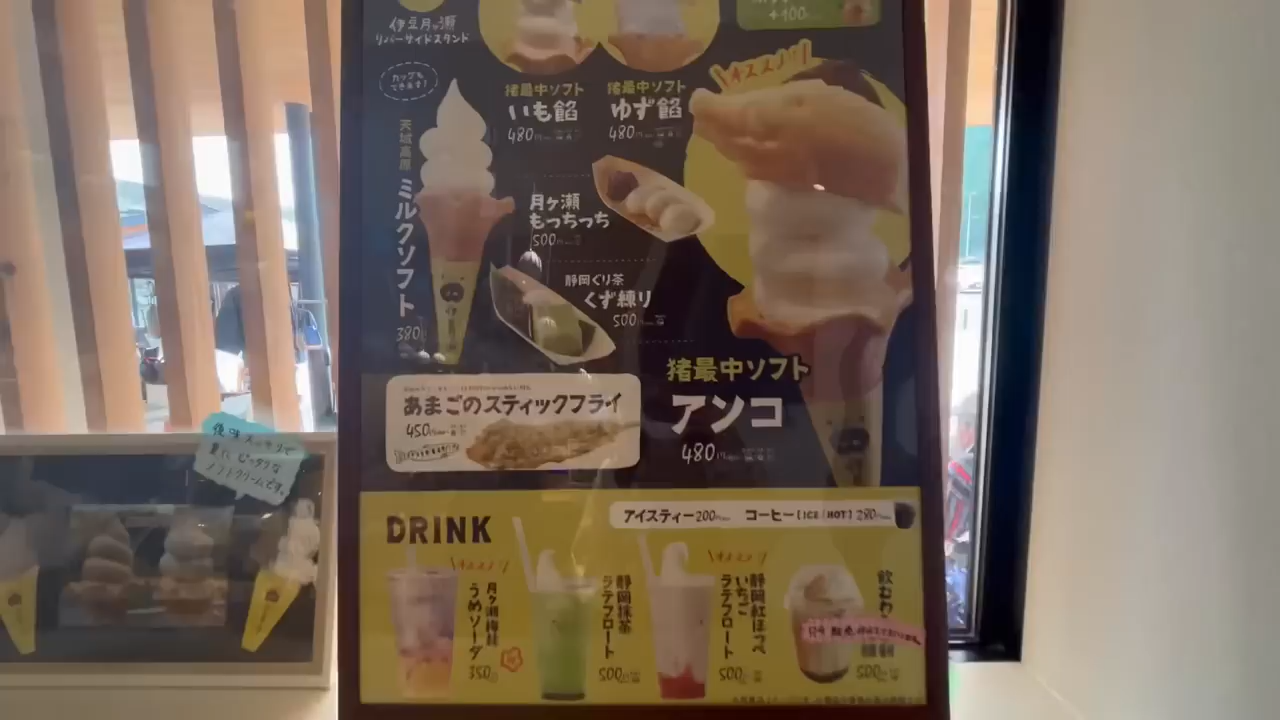 伊豆月ヶ瀬
リバーサイドスタンド
+100
カップも
できます!
オススメ
猪最中ソフト
いも餡
480
猪最中ソフト
ゆず餡
480
天城高原
ミルクソフト
380
月ヶ瀬
もっちっち
500
静岡ぐり茶
くず練り
500
猪最中ソフト
アンコ
480
あまごのスティックフライ
450
後味スッキリで
夏にピッタリな
ソフトクリームです。
DRINK
アイスティー200 コーヒー[ICE/HOT] 280
オススメ
月ヶ瀬梅林
うめソーダ
350
静岡抹茶
ラテフロート
500
オススメ
静岡紅ほっぺ
いちご
ラテフロート
500
飲むわ
500